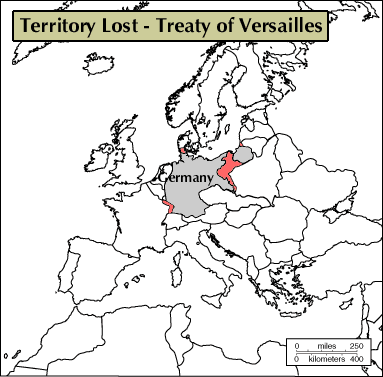 Territory Lost - Treaty of Versailles
Germany
0 miles 250
0 kilometers 400